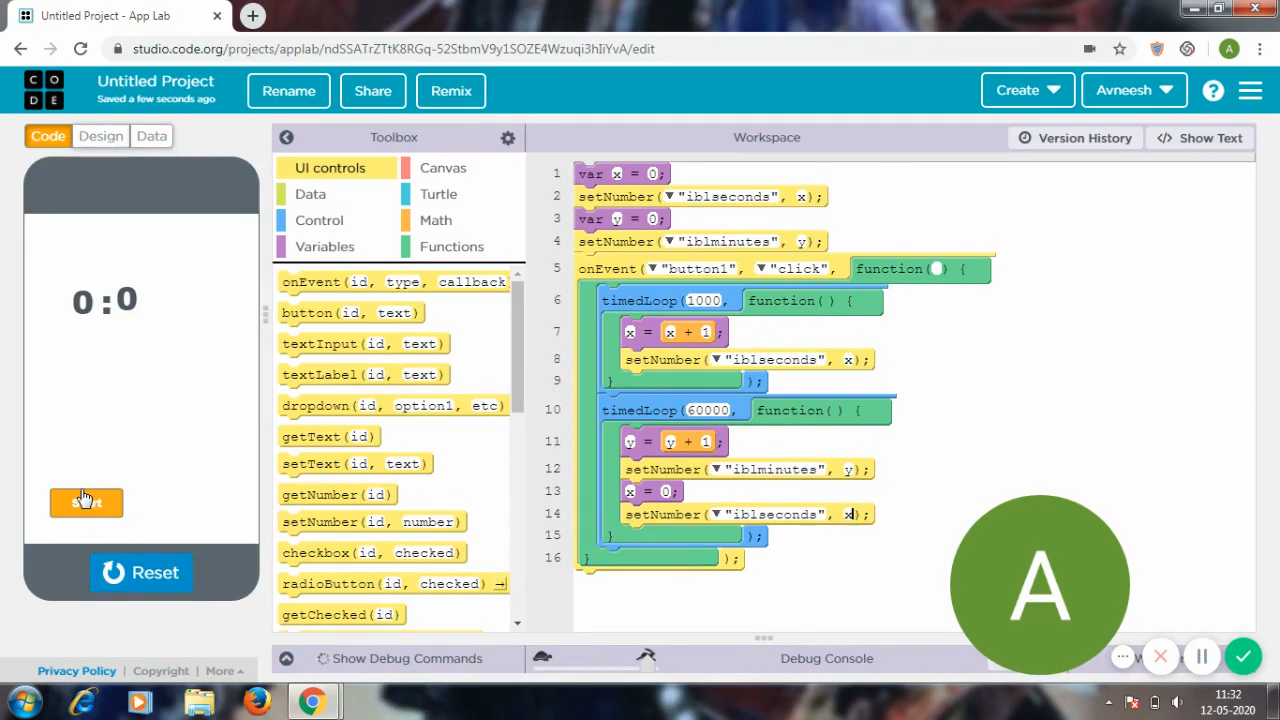 Untitled Project - App Lab
studio.code.org/projects/applab/ndSSATrZTtK8RGq-52StbmV9y1SOZE4Wzuqi3hIiYvA/edit
A
CODE
Untitled Project
Saved a few seconds ago
Rename
Share
Remix
Create
Avneesh
?
Code
Design
Data
Toolbox
Workspace
Version History
</> Show Text
UI controls
Canvas
Data
Turtle
Control
Math
Variables
Functions
onEvent(id, type, callback
button(id, text)
textInput(id, text)
textLabel(id, text)
dropdown(id, option1, etc)
getText(id)
setText(id, text)
getNumber(id)
setNumber(id, number)
checkbox(id, checked)
radioButton(id, checked)
getChecked(id)
0:0
Reset
1 var x = 0;
2 setNumber("iblseconds", x);
3 var y = 0;
4 setNumber("iblminutes", y);
5 onEvent("button1", "click", function( ) {
6 timedLoop(1000, function( ) {
7 x = x + 1;
8 setNumber("iblseconds", x);
9 } );
10 timedLoop(60000, function( ) {
11 y = y + 1;
12 setNumber("iblminutes", y);
13 x = 0;
14 setNumber("iblseconds", x);
15 } );
16 } );
A
Show Debug Commands
Debug Console
Privacy Policy | Copyright | More
11:32
12-05-2020